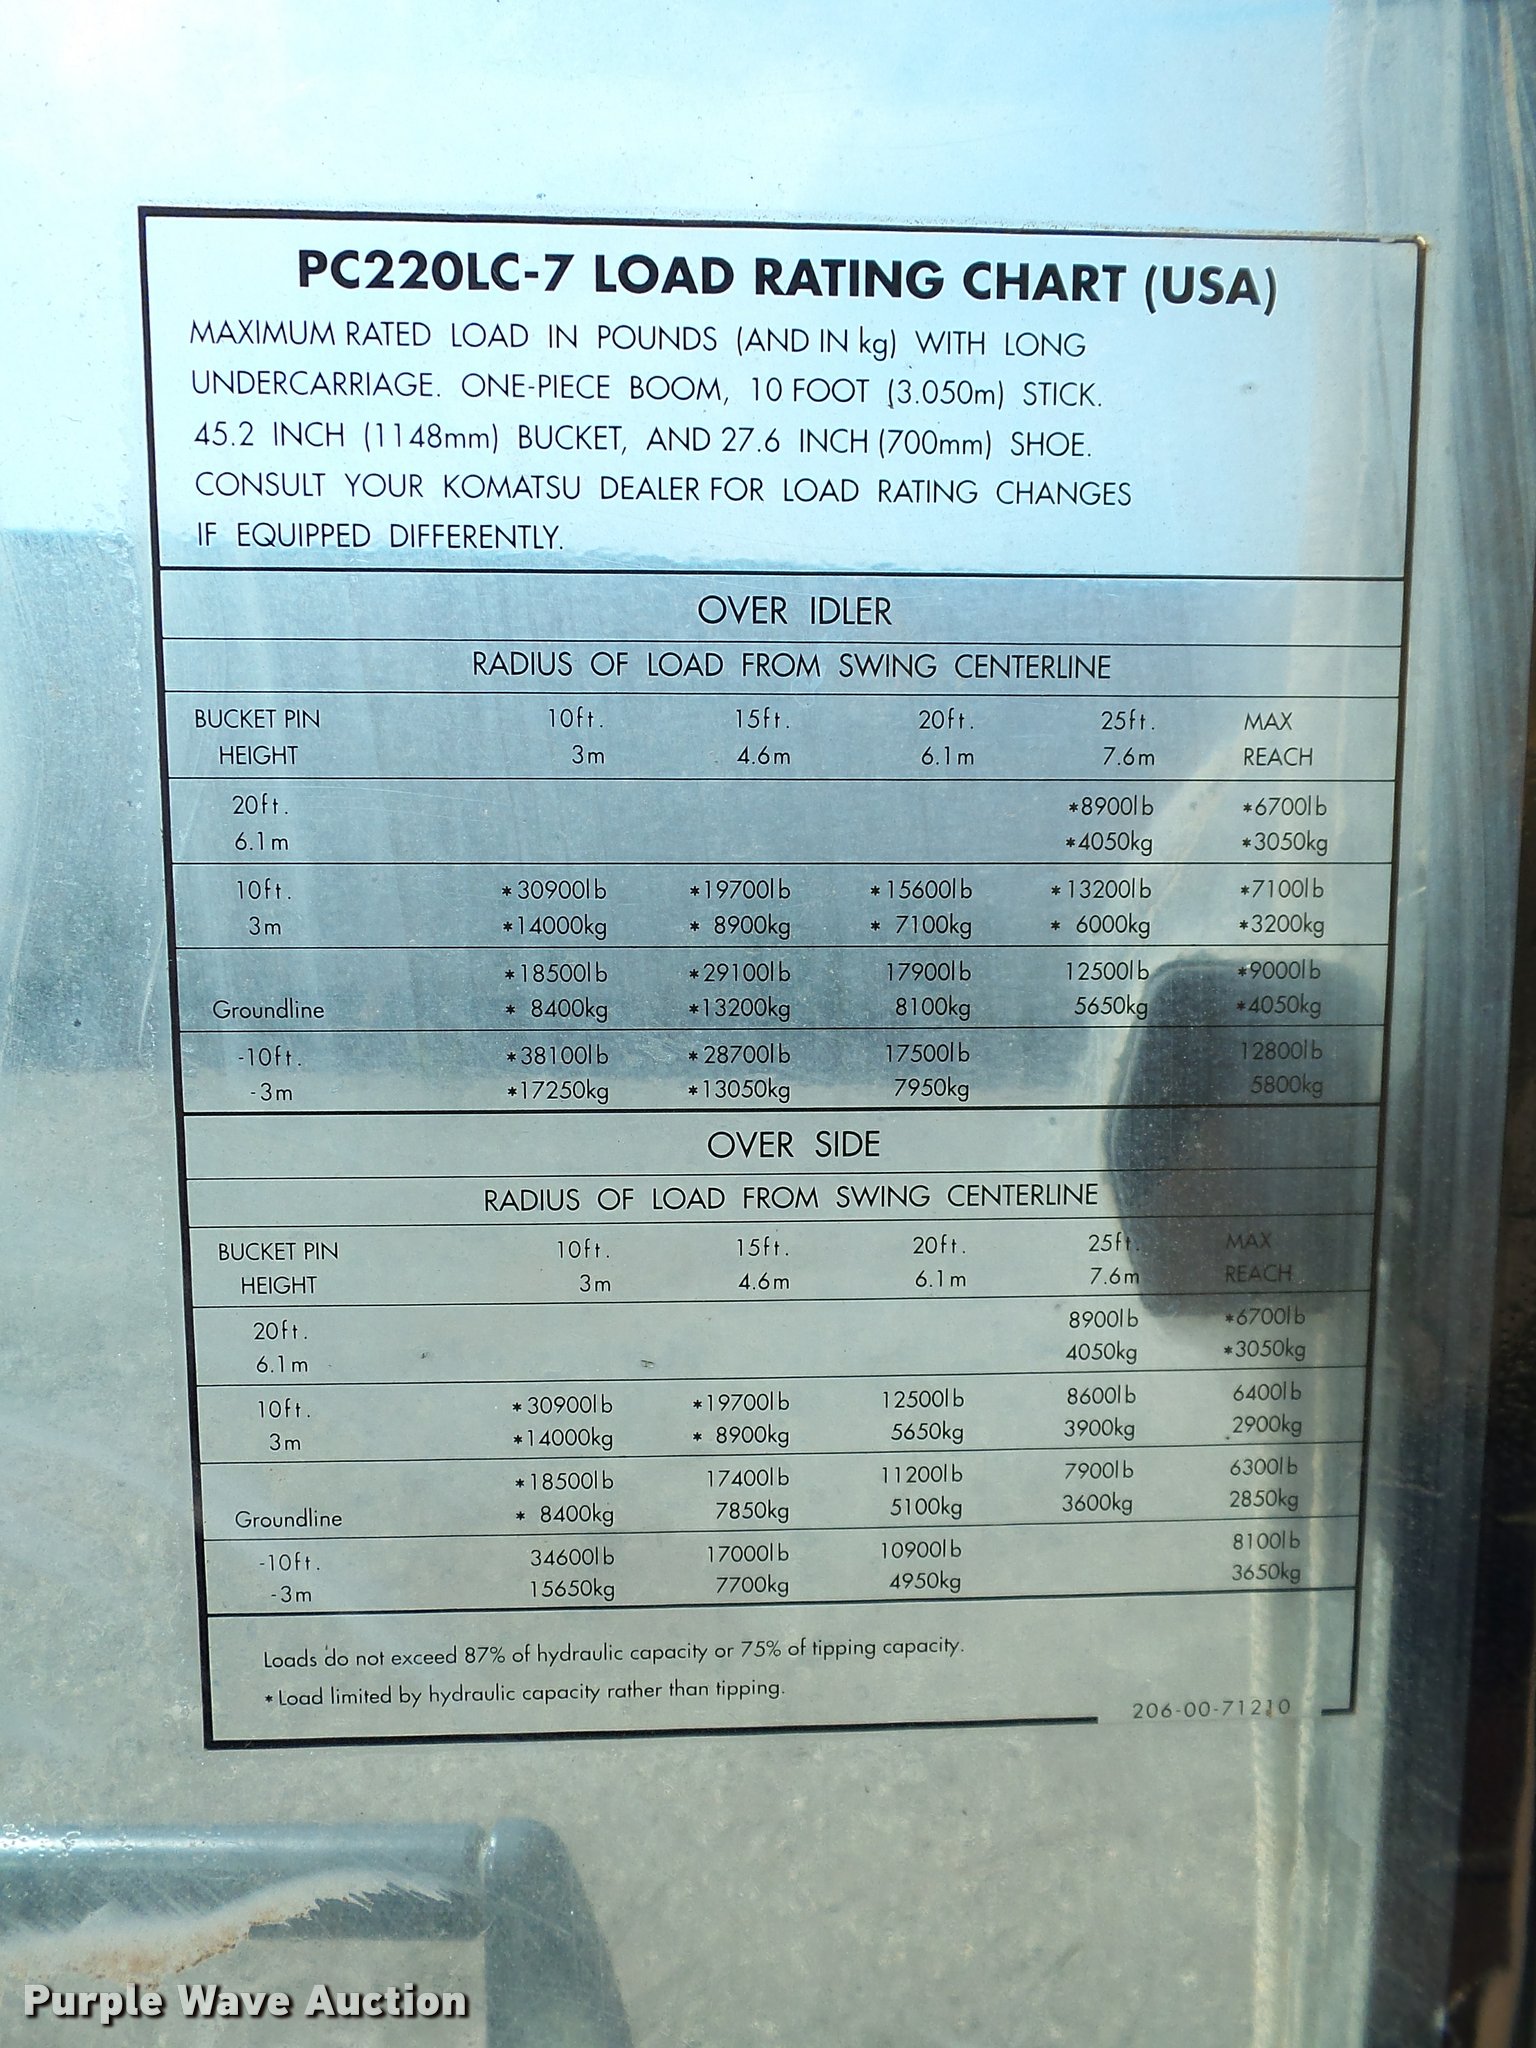 PC220LC-7 LOAD RATING CHART (USA)
MAXIMUM RATED LOAD IN POUNDS (AND IN kg) WITH LONG
UNDERCARRIAGE. ONE-PIECE BOOM, 10 FOOT (3.050m) STICK.
45.2 INCH (1148mm) BUCKET, AND 27.6 INCH (700mm) SHOE.
CONSULT YOUR KOMATSU DEALER FOR LOAD RATING CHANGES
IF EQUIPPED DIFFERENTLY.
OVER IDLER
RADIUS OF LOAD FROM SWING CENTERLINE
BUCKET PIN 10ft. 15ft. 20ft. 25ft. MAX
HEIGHT 3m 4.6m 6.1m 7.6m REACH
20ft. *8900lb *6700lb
6.1m *4050kg *3050kg
10ft. *30900lb *19700lb *15600lb *13200lb *7100lb
3m *14000kg * 8900kg * 7100kg * 6000kg *3200kg
*18500lb *29100lb 17900lb 12500lb *9000lb
Groundline * 8400kg *13200kg 8100kg 5650kg *4050kg
-10ft. *38100lb *28700lb 17500lb 12800lb
-3m *17250kg *13050kg 7950kg 5800kg
OVER SIDE
RADIUS OF LOAD FROM SWING CENTERLINE
BUCKET PIN 10ft. 15ft. 20ft. 25ft. MAX
HEIGHT 3m 4.6m 6.1m 7.6m REACH
20ft. 8900lb *6700lb
6.1m 4050kg *3050kg
10ft. *30900lb *19700lb 12500lb 8600lb 6400lb
3m *14000kg * 8900kg 5650kg 3900kg 2900kg
*18500lb 17400lb 11200lb 7900lb 6300lb
Groundline * 8400kg 7850kg 5100kg 3600kg 2850kg
-10ft. 34600lb 17000lb 10900lb 8100lb
-3m 15650kg 7700kg 4950kg 3650kg
Loads do not exceed 87% of hydraulic capacity or 75% of tipping capacity.
*Load limited by hydraulic capacity rather than tipping.
206-00-71210
Purple Wave Auction